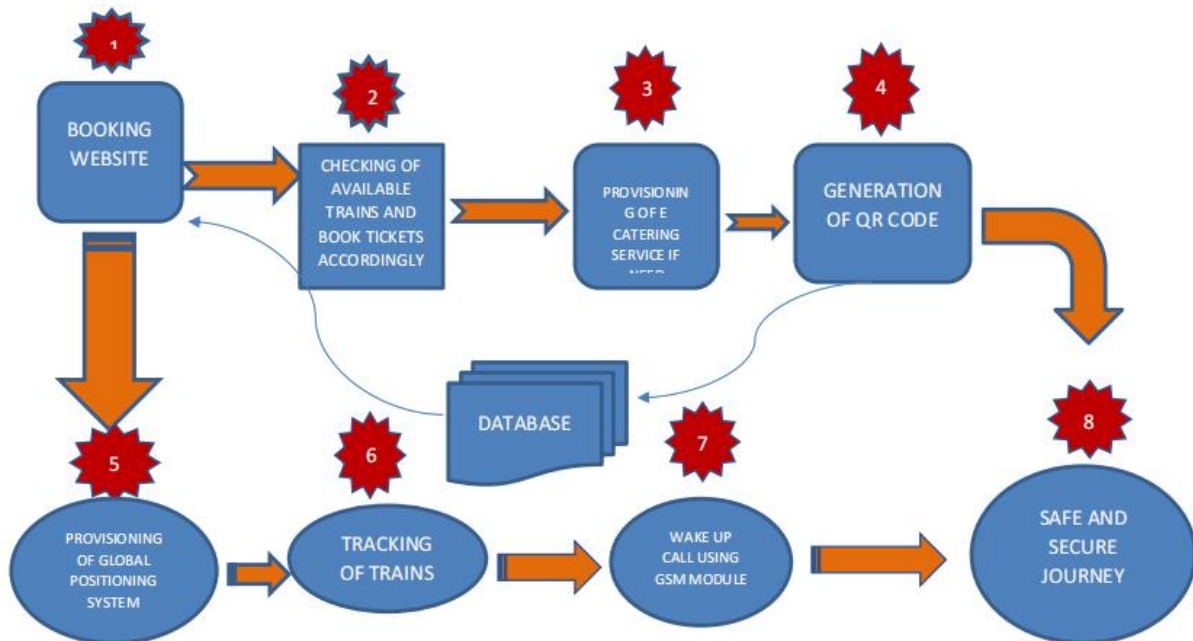 1
BOOKING
WEBSITE
2
CHECKING OF
AVAILABLE
TRAINS AND
BOOK TICKETS
ACCORDINGLY
3
PROVISIONIN
G OF E
CATERING
SERVICE IF
NEED
4
GENERATION
OF QR CODE
DATABASE
5
PROVISIONING
OF GLOBAL
POSITIONING
SYSTEM
6
TRACKING
OF TRAINS
7
WAKE UP
CALL USING
GSM MODULE
8
SAFE AND
SECURE
JOURNEY